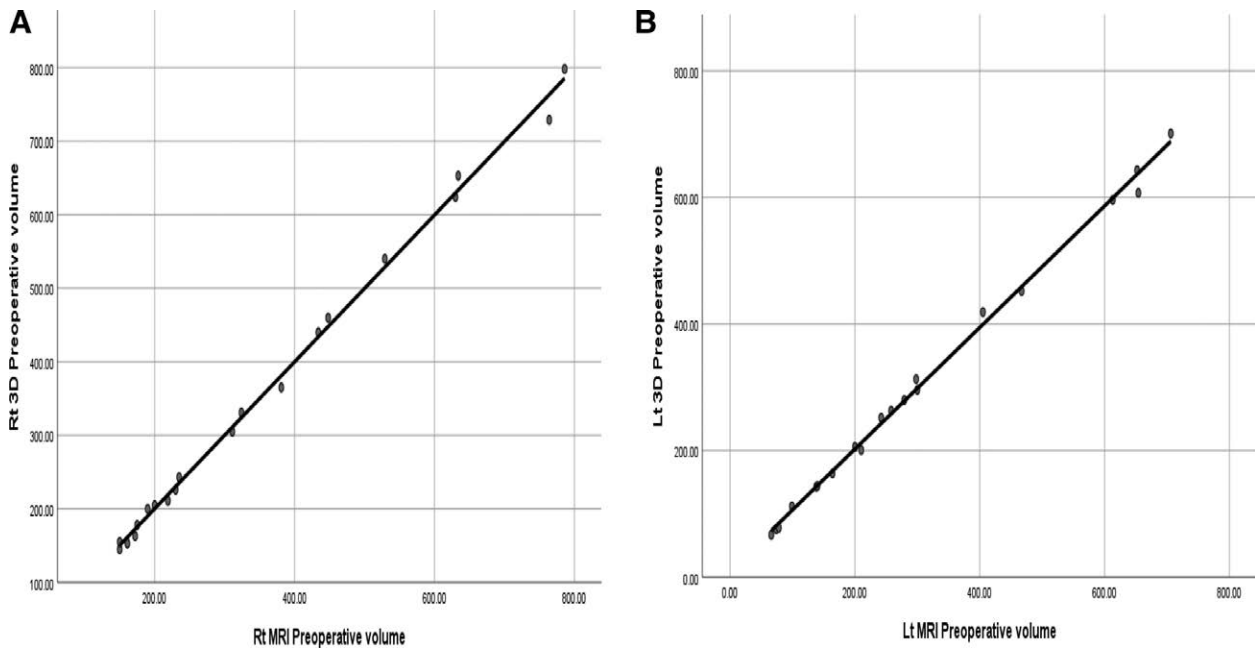 A
Rt 3D Preoperative volume
800.00
700.00
600.00
500.00
400.00
300.00
200.00
100.00
200.00 400.00 600.00 800.00
Rt MRI Preoperative volume
B
Lt 3D Preoperative volume
800.00
600.00
400.00
200.00
0.00
0.00 200.00 400.00 600.00 800.00
Lt MRI Preoperative volume